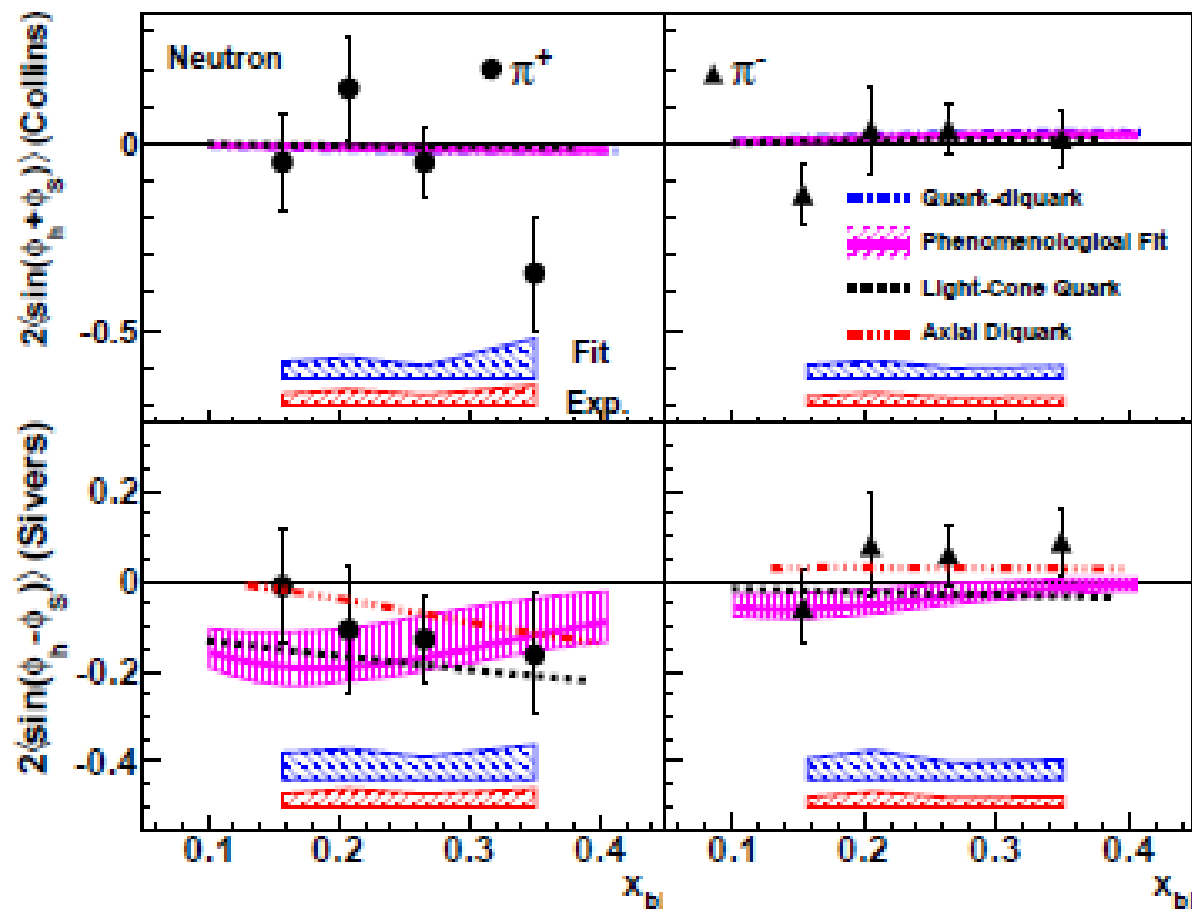 Neutron
π+
π-
2⟨sin(ϕh+ϕS)⟩ (Collins)
0
-0.5
Quark-diquark
Phenomenological Fit
Light-Cone Quark
Axial Diquark
Fit
Exp.
2⟨sin(ϕh-ϕS)⟩ (Sivers)
0.2
0
-0.2
-0.4
0.1 0.2 0.3 0.4 0.1 0.2 0.3 0.4
xbj xbj